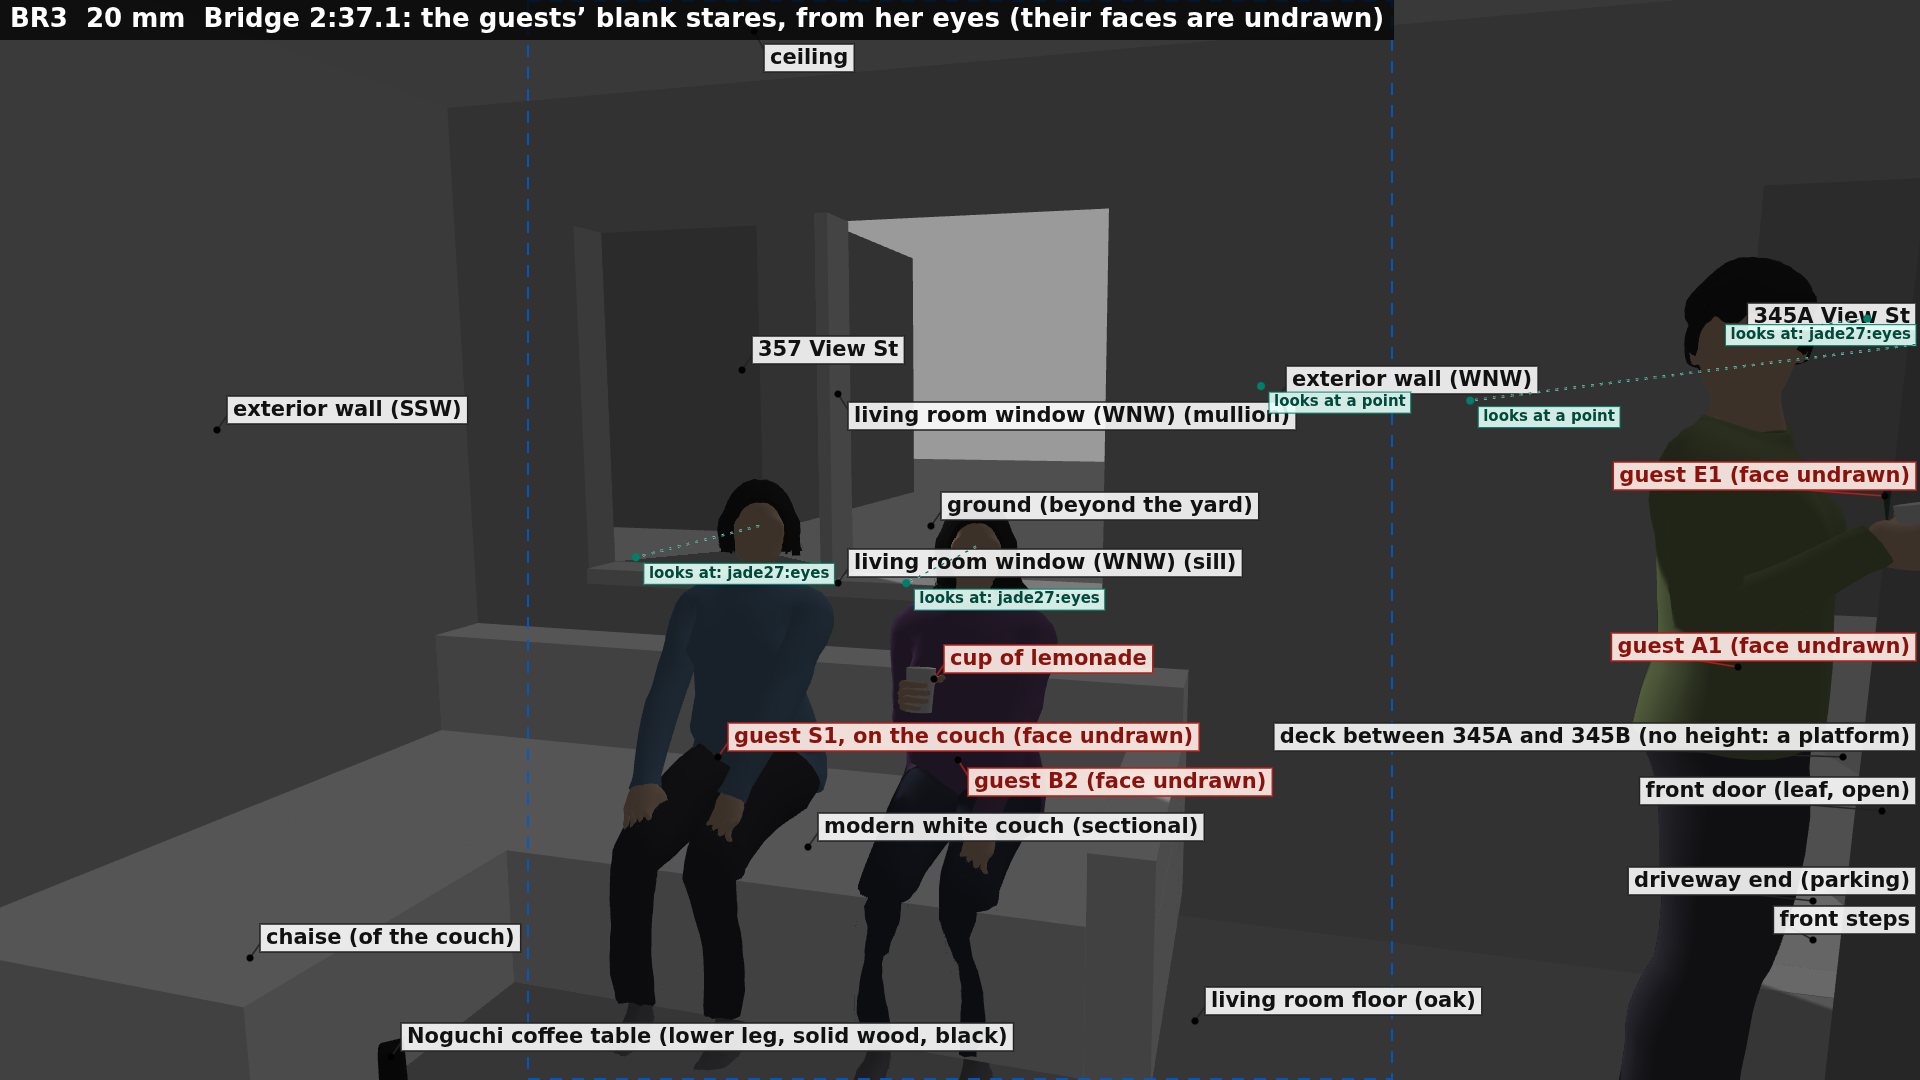 BR3  20 mm  Bridge 2:37.1: the guests’ blank stares, from her eyes (their faces are undrawn)
ceiling
345A View St
looks at: jade27:eyes
357 View St
exterior wall (WNW)
looks at a point
exterior wall (SSW)
living room window (WNW) (mullion)
looks at a point
guest E1 (face undrawn)
ground (beyond the yard)
living room window (WNW) (sill)
looks at: jade27:eyes
looks at: jade27:eyes
guest A1 (face undrawn)
cup of lemonade
guest S1, on the couch (face undrawn)
deck between 345A and 345B (no height: a platform)
guest B2 (face undrawn)
front door (leaf, open)
modern white couch (sectional)
driveway end (parking)
front steps
chaise (of the couch)
living room floor (oak)
Noguchi coffee table (lower leg, solid wood, black)